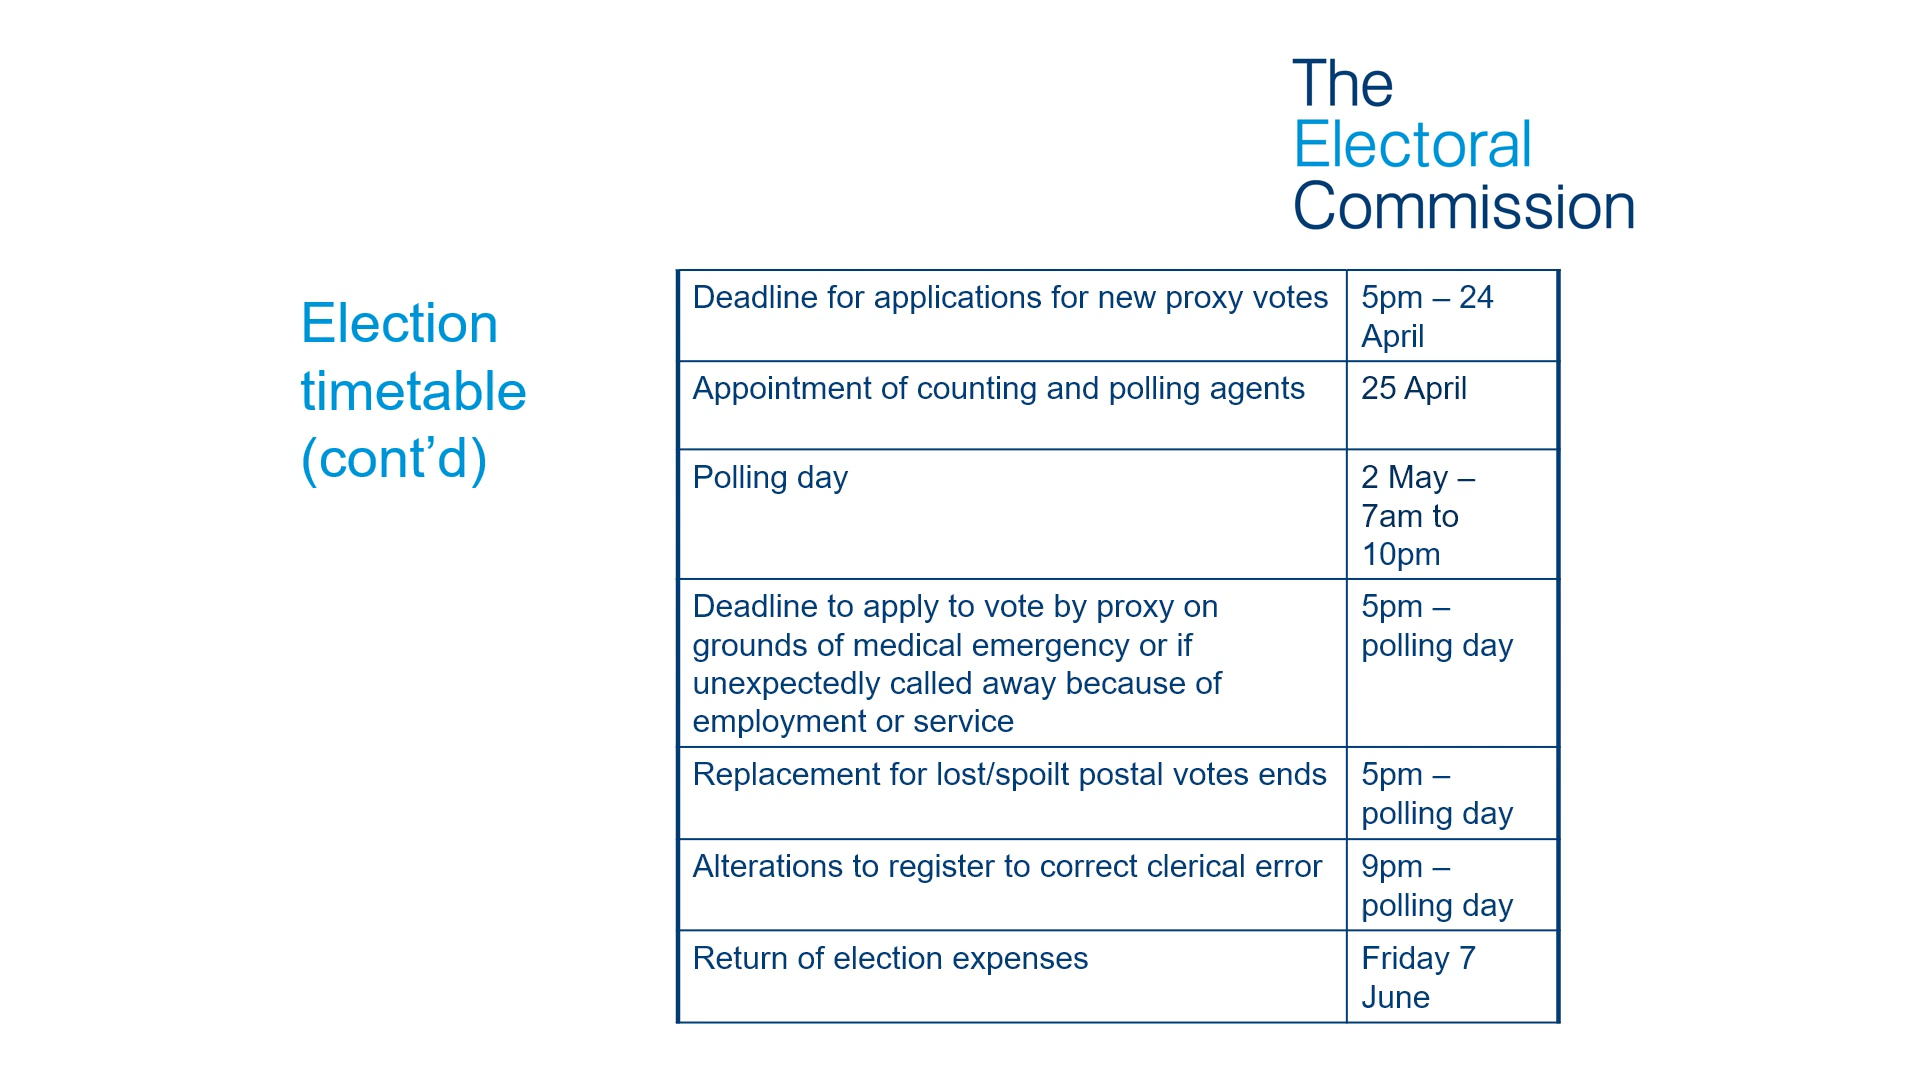 The
Electoral
Commission
Election
timetable
(cont’d)
Deadline for applications for new proxy votes
5pm – 24
April
Appointment of counting and polling agents
25 April
Polling day
2 May –
7am to
10pm
Deadline to apply to vote by proxy on
grounds of medical emergency or if
unexpectedly called away because of
employment or service
5pm –
polling day
Replacement for lost/spoilt postal votes ends
5pm –
polling day
Alterations to register to correct clerical error
9pm –
polling day
Return of election expenses
Friday 7
June